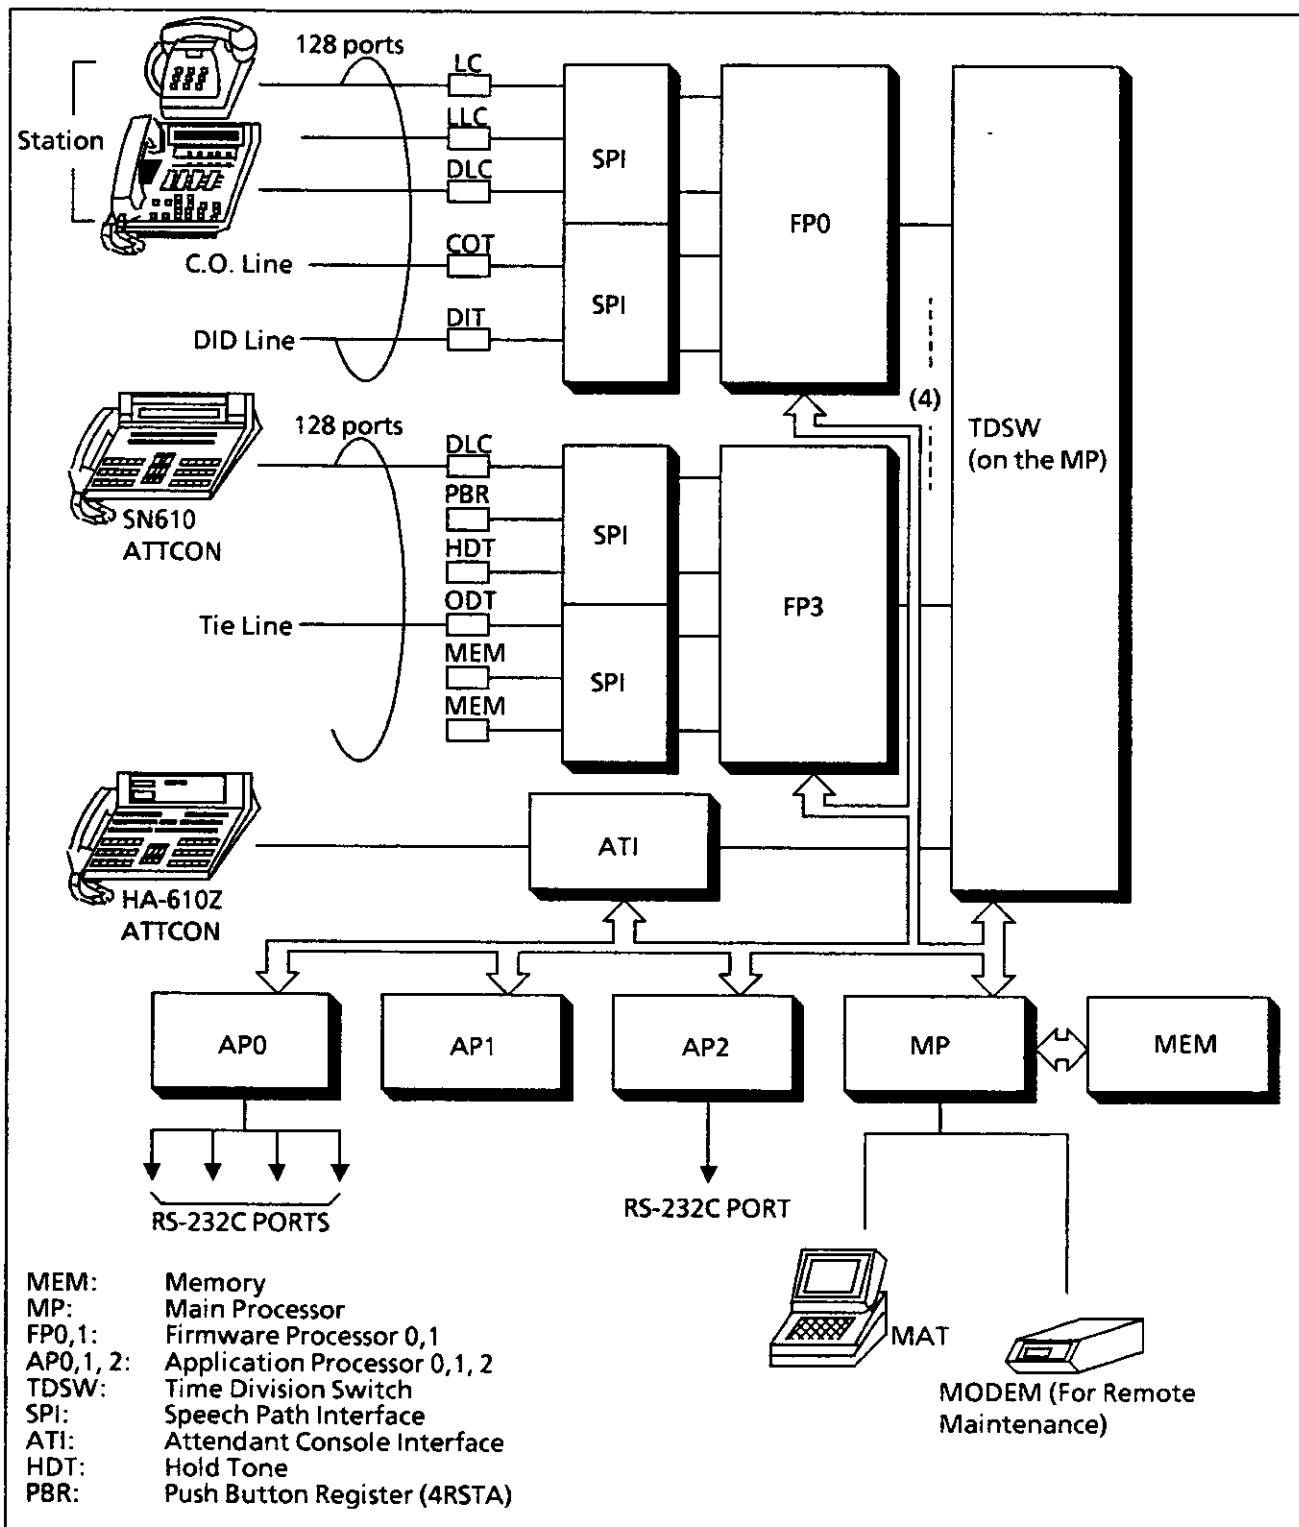 128 ports
LC
LLC
Station
SPI
DLC
FP0
COT
C.O. Line
SPI
DIT
DID Line
(4)
TDSW
(on the MP)
128 ports
DLC
PBR
SN610
ATTCON
SPI
HDT
ODT
FP3
Tie Line
MEM
SPI
MEM
ATI
HA-610Z
ATTCON
AP0
AP1
AP2
MP
MEM
RS-232C PORTS
RS-232C PORT
MAT
MODEM (For Remote
Maintenance)
MEM: Memory
MP: Main Processor
FP0,1: Firmware Processor 0,1
AP0,1, 2: Application Processor 0,1, 2
TDSW: Time Division Switch
SPI: Speech Path Interface
ATI: Attendant Console Interface
HDT: Hold Tone
PBR: Push Button Register (4RSTA)